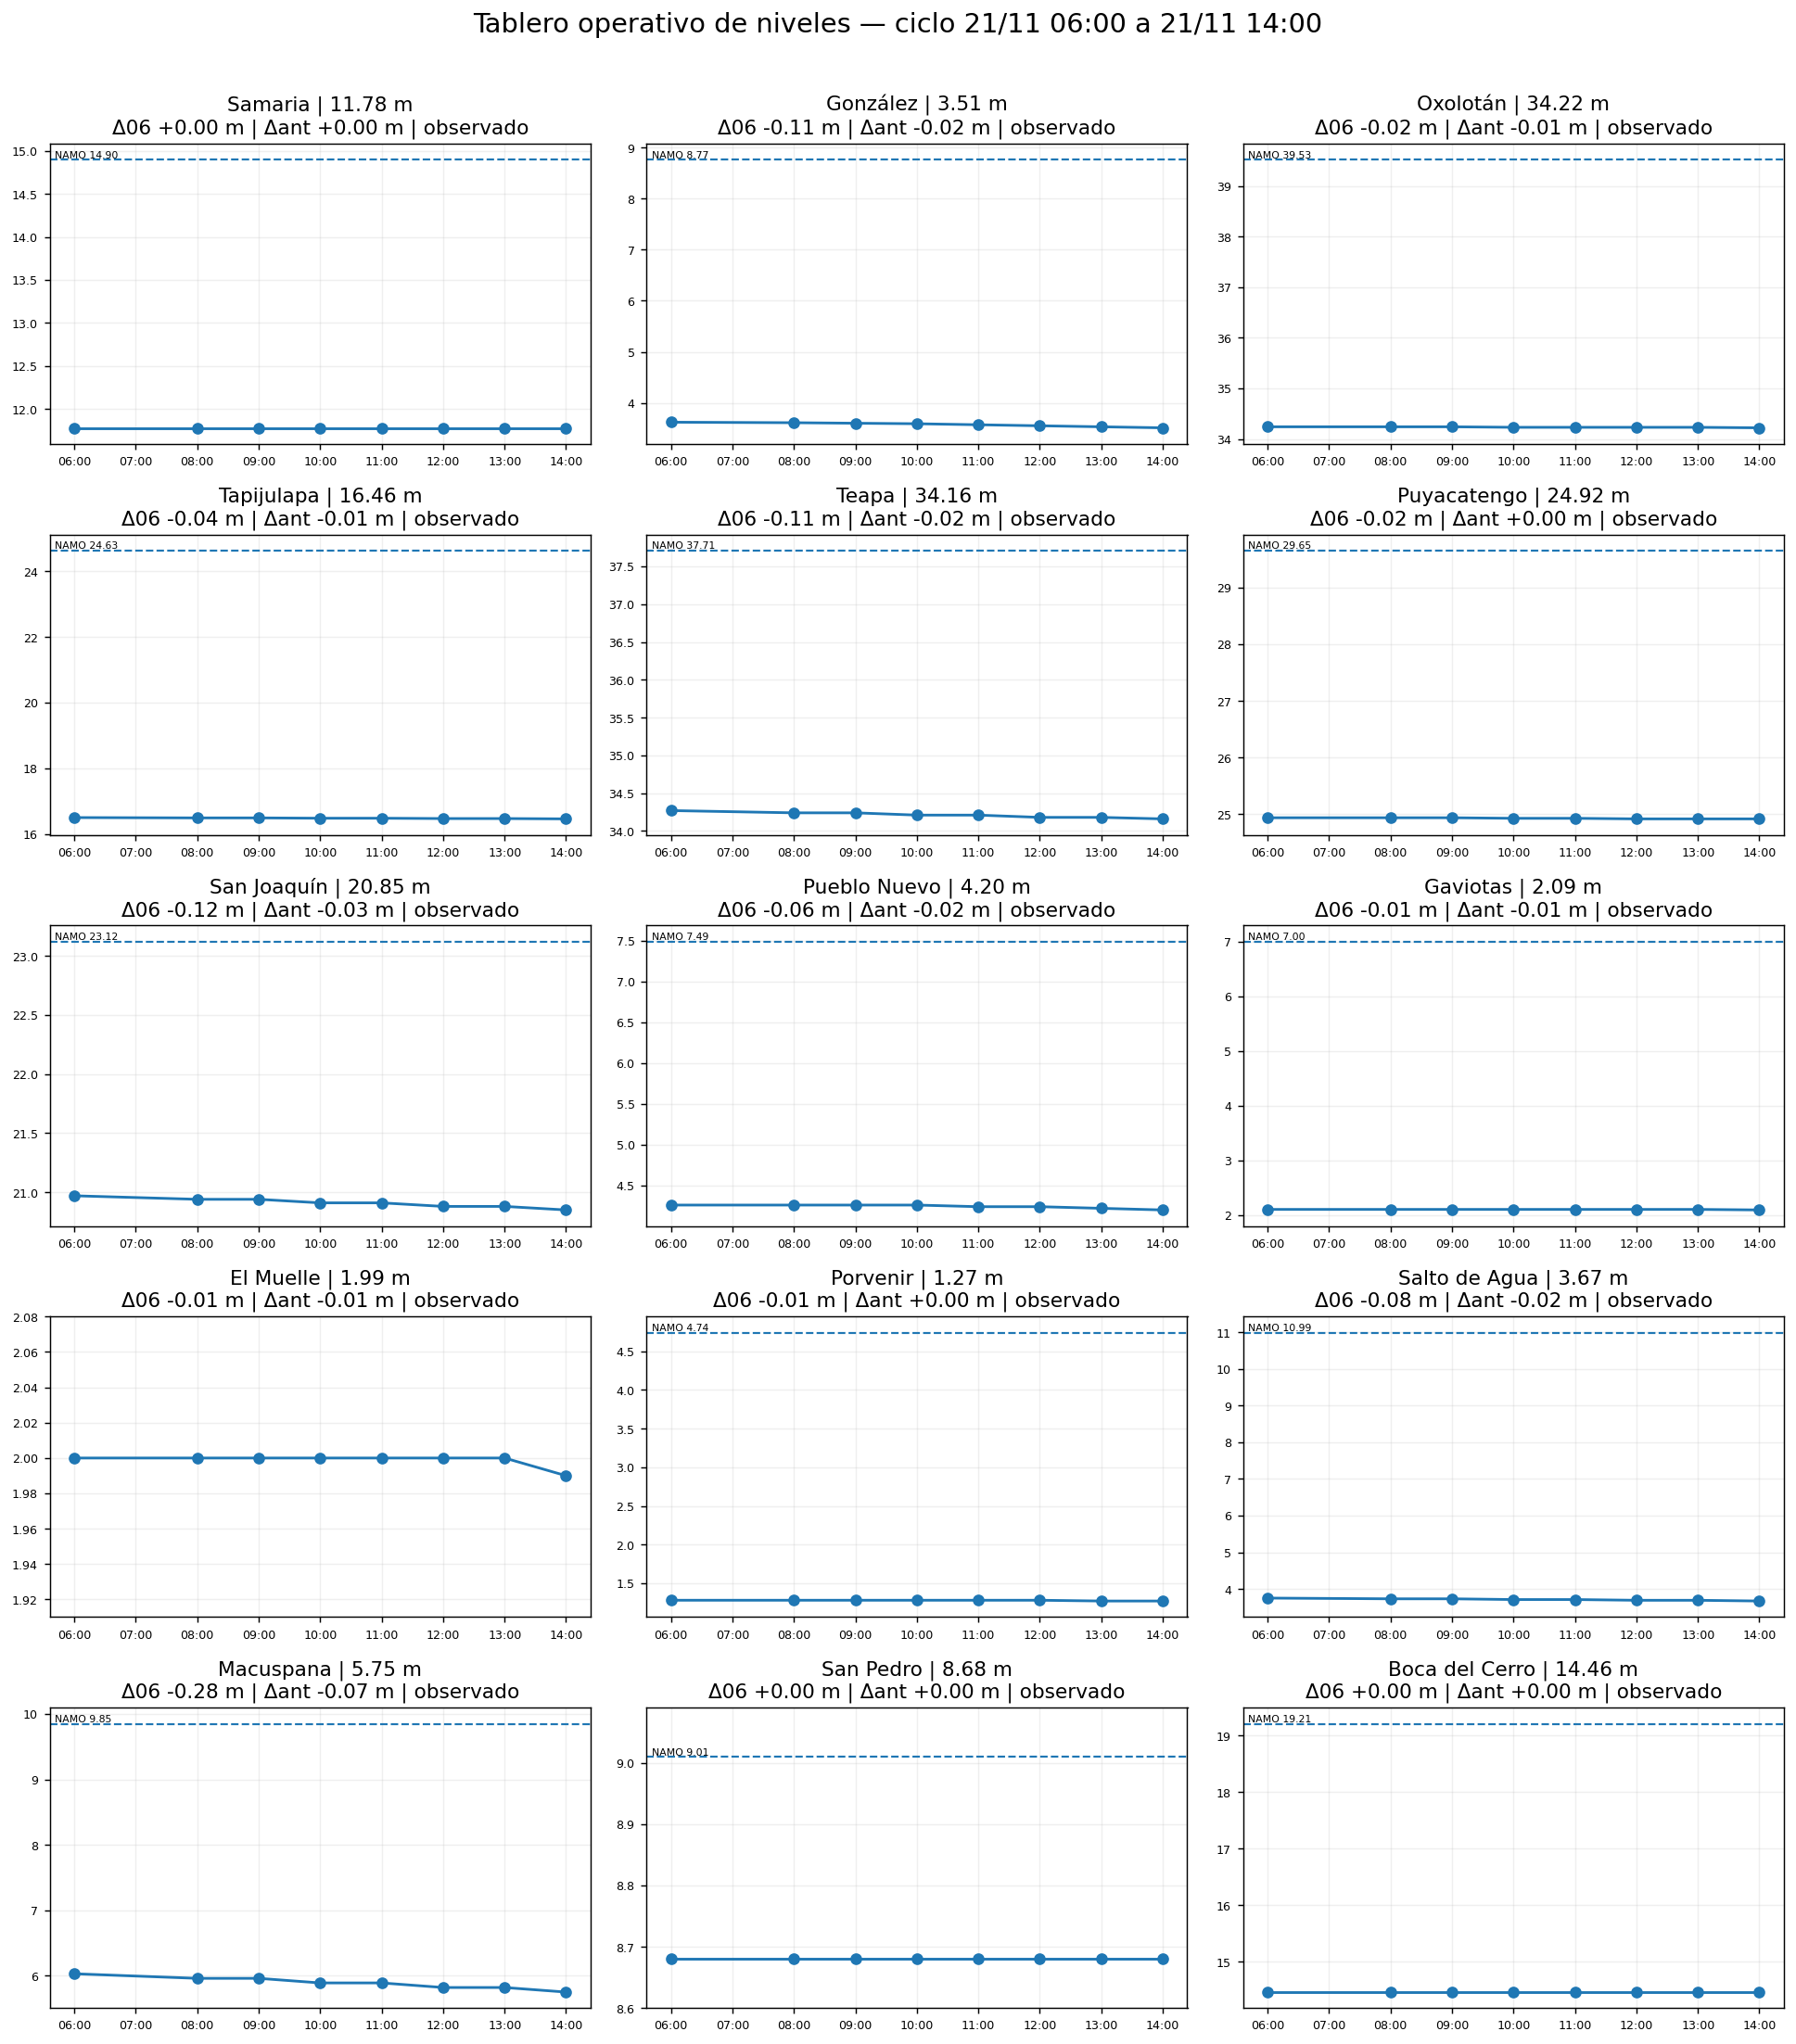 Tablero operativo de niveles — ciclo 21/11 06:00 a 21/11 14:00
Samaria | 11.78 m
Δ06 +0.00 m | Δant +0.00 m | observado
NAMO 14.90
15.0
14.5
14.0
13.5
13.0
12.5
12.0
06:00 07:00 08:00 09:00 10:00 11:00 12:00 13:00 14:00
González | 3.51 m
Δ06 -0.11 m | Δant -0.02 m | observado
NAMO 8.77
9
8
7
6
5
4
06:00 07:00 08:00 09:00 10:00 11:00 12:00 13:00 14:00
Oxolotán | 34.22 m
Δ06 -0.02 m | Δant -0.01 m | observado
NAMO 39.53
39
38
37
36
35
34
06:00 07:00 08:00 09:00 10:00 11:00 12:00 13:00 14:00
Tapijulapa | 16.46 m
Δ06 -0.04 m | Δant -0.01 m | observado
NAMO 24.63
24
22
20
18
16
06:00 07:00 08:00 09:00 10:00 11:00 12:00 13:00 14:00
Teapa | 34.16 m
Δ06 -0.11 m | Δant -0.02 m | observado
NAMO 37.71
37.5
37.0
36.5
36.0
35.5
35.0
34.5
34.0
06:00 07:00 08:00 09:00 10:00 11:00 12:00 13:00 14:00
Puyacatengo | 24.92 m
Δ06 -0.02 m | Δant +0.00 m | observado
NAMO 29.65
29
28
27
26
25
06:00 07:00 08:00 09:00 10:00 11:00 12:00 13:00 14:00
San Joaquín | 20.85 m
Δ06 -0.12 m | Δant -0.03 m | observado
NAMO 23.12
23.0
22.5
22.0
21.5
21.0
06:00 07:00 08:00 09:00 10:00 11:00 12:00 13:00 14:00
Pueblo Nuevo | 4.20 m
Δ06 -0.06 m | Δant -0.02 m | observado
NAMO 7.49
7.5
7.0
6.5
6.0
5.5
5.0
4.5
06:00 07:00 08:00 09:00 10:00 11:00 12:00 13:00 14:00
Gaviotas | 2.09 m
Δ06 -0.01 m | Δant -0.01 m | observado
NAMO 7.00
7
6
5
4
3
2
06:00 07:00 08:00 09:00 10:00 11:00 12:00 13:00 14:00
El Muelle | 1.99 m
Δ06 -0.01 m | Δant -0.01 m | observado
2.08
2.06
2.04
2.02
2.00
1.98
1.96
1.94
1.92
06:00 07:00 08:00 09:00 10:00 11:00 12:00 13:00 14:00
Porvenir | 1.27 m
Δ06 -0.01 m | Δant +0.00 m | observado
NAMO 4.74
4.5
4.0
3.5
3.0
2.5
2.0
1.5
06:00 07:00 08:00 09:00 10:00 11:00 12:00 13:00 14:00
Salto de Agua | 3.67 m
Δ06 -0.08 m | Δant -0.02 m | observado
NAMO 10.99
11
10
9
8
7
6
5
4
06:00 07:00 08:00 09:00 10:00 11:00 12:00 13:00 14:00
Macuspana | 5.75 m
Δ06 -0.28 m | Δant -0.07 m | observado
NAMO 9.85
10
9
8
7
6
06:00 07:00 08:00 09:00 10:00 11:00 12:00 13:00 14:00
San Pedro | 8.68 m
Δ06 +0.00 m | Δant +0.00 m | observado
NAMO 9.01
9.0
8.9
8.8
8.7
8.6
06:00 07:00 08:00 09:00 10:00 11:00 12:00 13:00 14:00
Boca del Cerro | 14.46 m
Δ06 +0.00 m | Δant +0.00 m | observado
NAMO 19.21
19
18
17
16
15
06:00 07:00 08:00 09:00 10:00 11:00 12:00 13:00 14:00